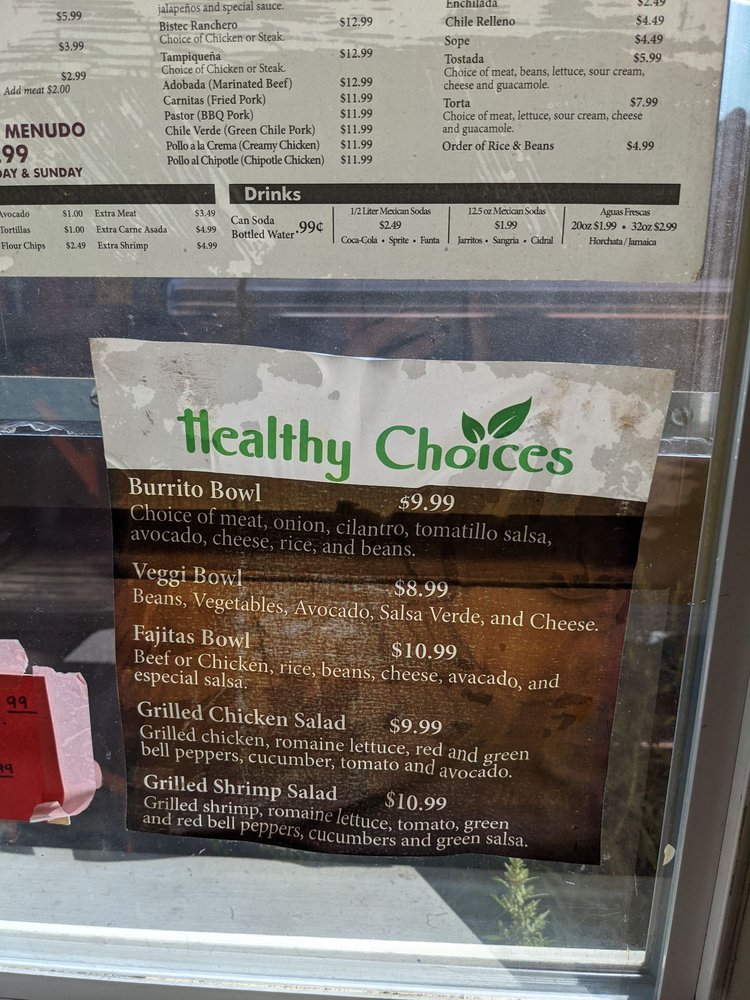 $5.99
$3.99
$2.99
Add meat $2.00
MENUDO
.99
DAY & SUNDAY
jalapeños and special sauce.
Bistec Ranchero $12.99
Choice of Chicken or Steak.
Tampiqueña $12.99
Choice of Chicken or Steak.
Adobada (Marinated Beef) $12.99
Carnitas (Fried Pork) $11.99
Pastor (BBQ Pork) $11.99
Chile Verde (Green Chile Pork) $11.99
Pollo a la Crema (Creamy Chicken) $11.99
Pollo al Chipotle (Chipotle Chicken) $11.99
Enchilada $2.49
Chile Relleno $4.49
Sope $4.49
Tostada $5.99
Choice of meat, beans, lettuce, sour cream,
cheese and guacamole.
Torta $7.99
Choice of meat, lettuce, sour cream, cheese
and guacamole.
Order of Rice & Beans $4.99
Avocado $1.00 Extra Meat $3.49
Tortillas $1.00 Extra Carne Asada $4.99
Flour Chips $2.49 Extra Shrimp $4.99
Drinks
Can Soda
Bottled Water .99¢
1/2 Liter Mexican Sodas
$2.49
Coca-Cola • Sprite • Fanta
12.5 oz Mexican Sodas
$1.99
Jarritos • Sangria • Cidral
Aguas Frescas
20oz $1.99 • 32oz $2.99
Horchata / Jamaica
Healthy Choices
Burrito Bowl $9.99
Choice of meat, onion, cilantro, tomatillo salsa,
avocado, cheese, rice, and beans.
Veggi Bowl $8.99
Beans, Vegetables, Avocado, Salsa Verde, and Cheese.
Fajitas Bowl $10.99
Beef or Chicken, rice, beans, cheese, avacado, and
especial salsa.
Grilled Chicken Salad $9.99
Grilled chicken, romaine lettuce, red and green
bell peppers, cucumber, tomato and avocado.
Grilled Shrimp Salad $10.99
Grilled shrimp, romaine lettuce, tomato, green
and red bell peppers, cucumbers and green salsa.
99
99